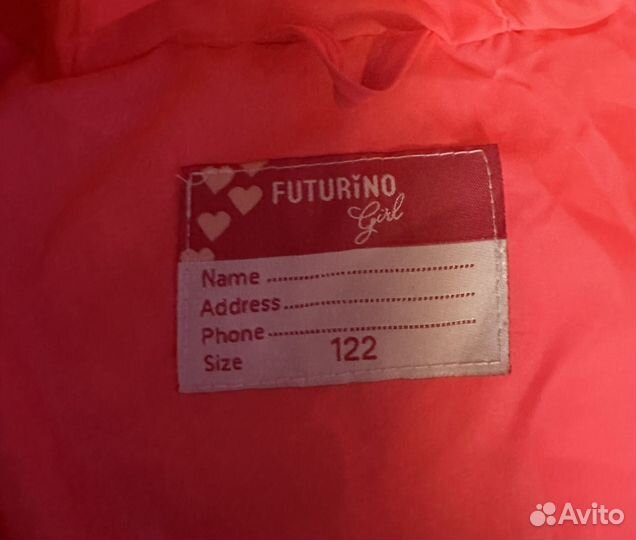 FUTURiNO
Girl
Name
Address
Phone
Size 122
Avito